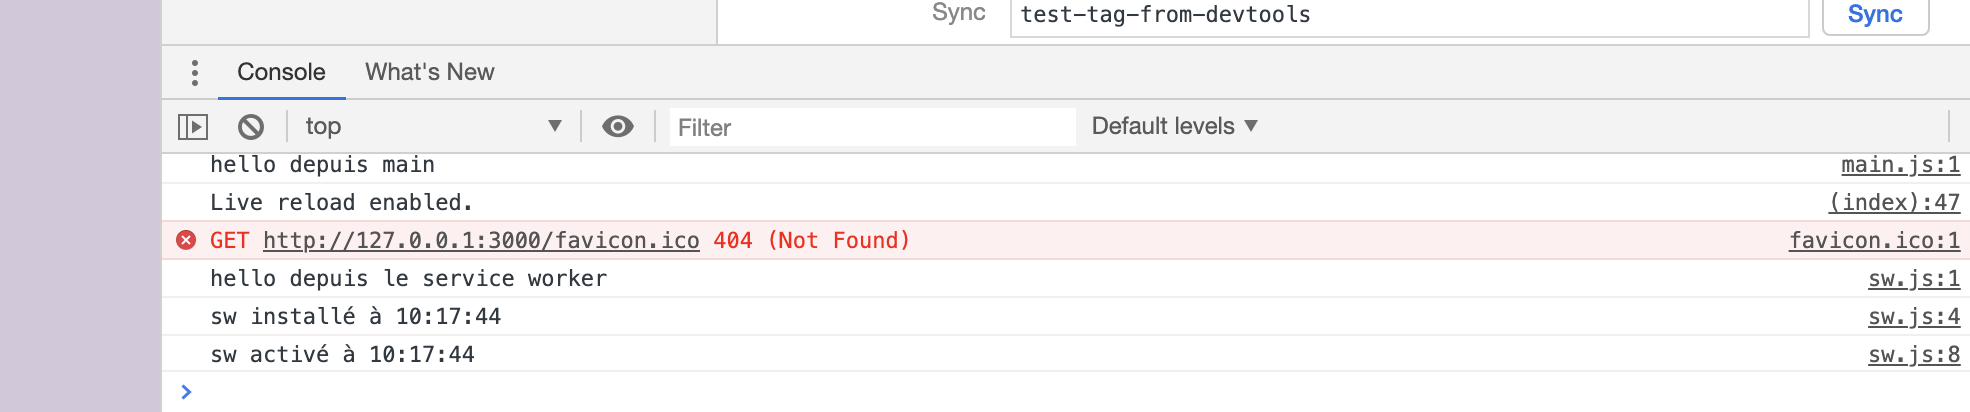 Sync test-tag-from-devtools Sync
Console What's New
top Filter Default levels
hello depuis main main.js:1
Live reload enabled. (index):47
GET http://127.0.0.1:3000/favicon.ico 404 (Not Found) favicon.ico:1
hello depuis le service worker sw.js:1
sw installé à 10:17:44 sw.js:4
sw activé à 10:17:44 sw.js:8